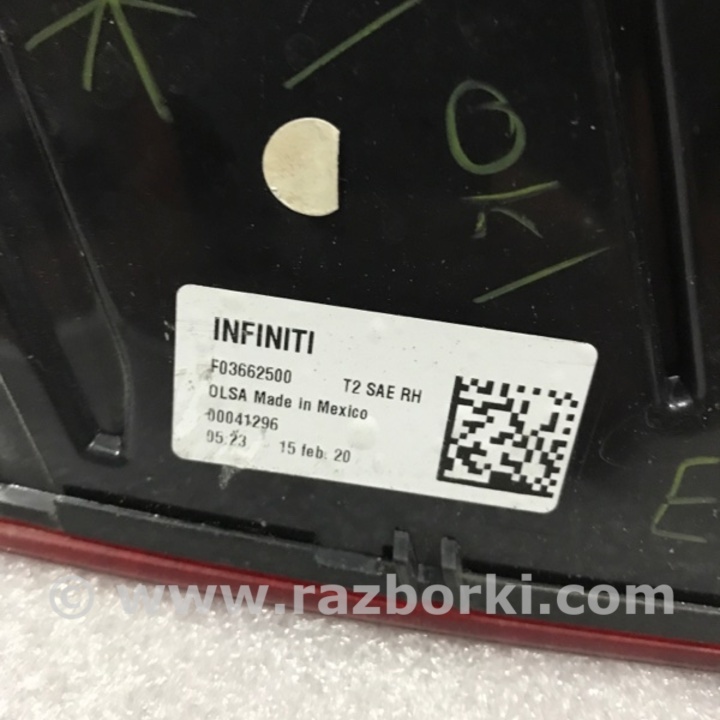 INFINITI
F03662500 T2 SAE RH
OLSA Made in Mexico
00041296
05.23 15 feb. 20
E
© www.razborki.com